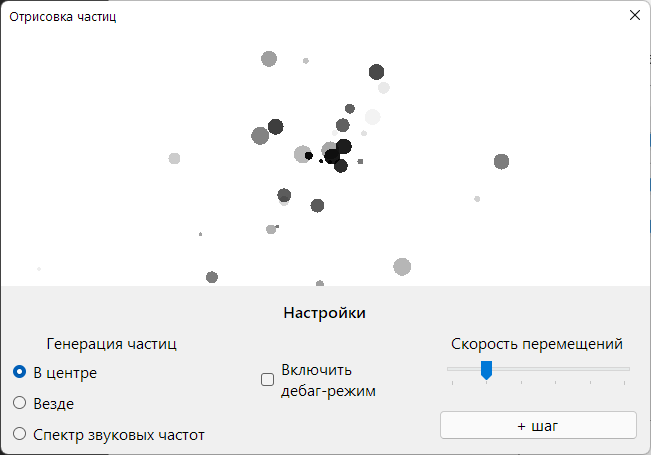 Отрисовка частиц
Настройки
Генерация частиц
В центре
Везде
Спектр звуковых частот
Включить
дебаг-режим
Скорость перемещений
+ шаг